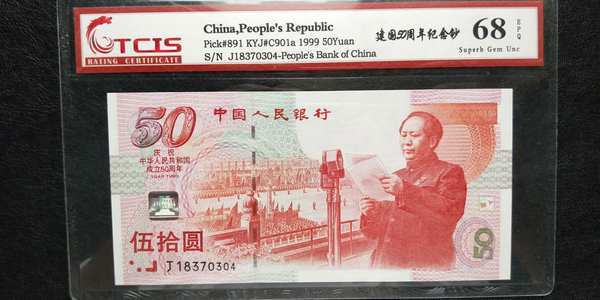 TCIS
RATING CERTIFICATE
China,People's Republic
Pick#891 KYJ#C901a 1999 50Yuan
S/N J18370304-People's Bank of China
建国50周年纪念钞
68 EPQ
Superb Gem Unc
50
中国人民银行
庆祝
中华人民共和国
成立50周年
伍拾圆
J18370304
50